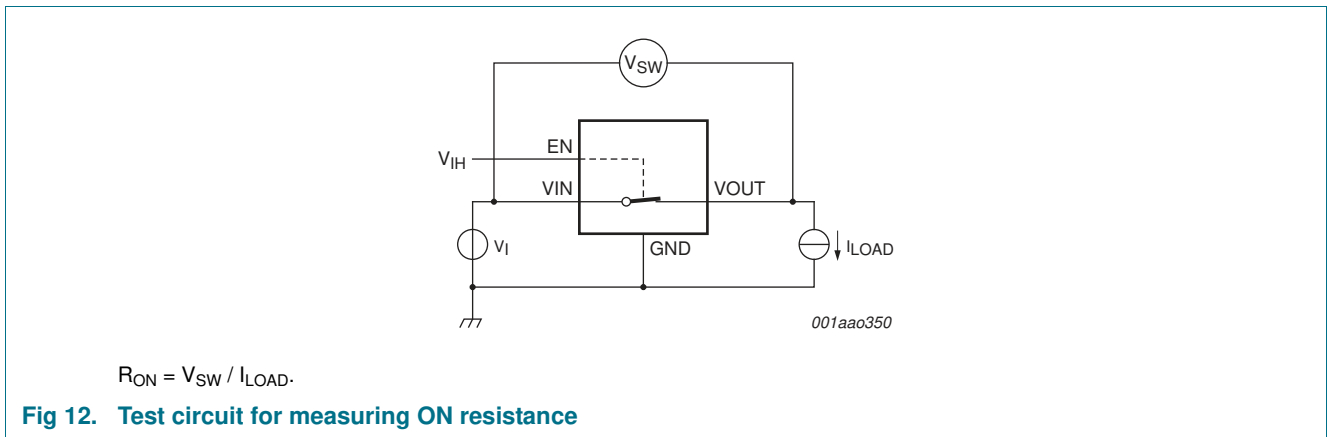 VSW
EN
VIH
VIN
VOUT
VI
GND
ILOAD
001aao350
RON = VSW / ILOAD.
Fig 12. Test circuit for measuring ON resistance